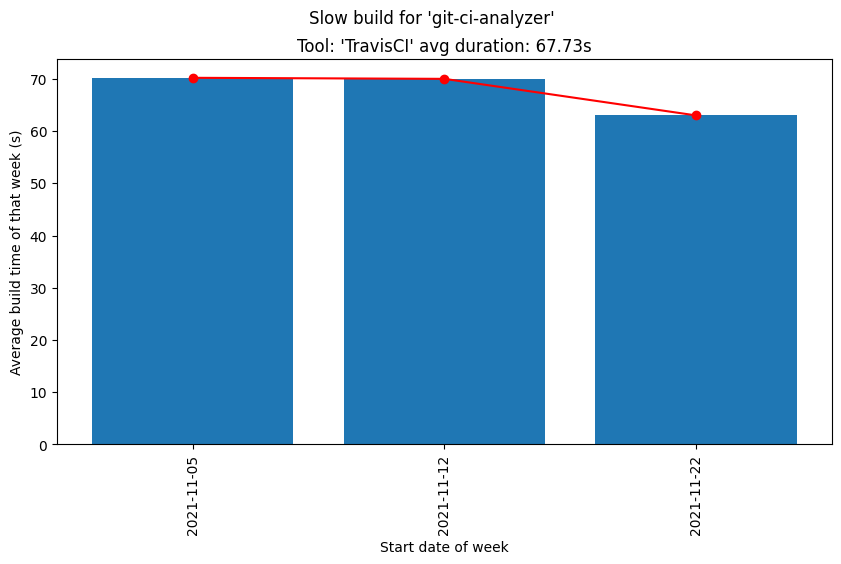 Slow build for 'git-ci-analyzer'
Tool: 'TravisCI' avg duration: 67.73s
Average build time of that week (s)
70
60
50
40
30
20
10
0
2021-11-05
2021-11-12
2021-11-22
Start date of week